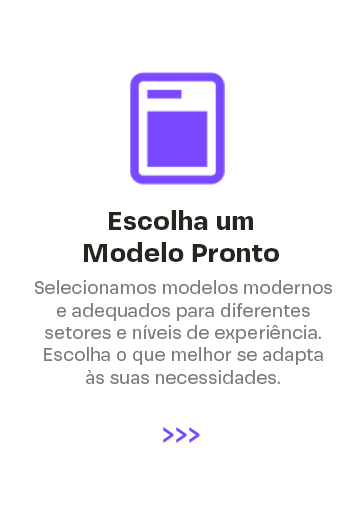 Escolha um
Modelo Pronto
Selecionamos modelos modernos
e adequados para diferentes
setores e níveis de experiência.
Escolha o que melhor se adapta
às suas necessidades.
>>>